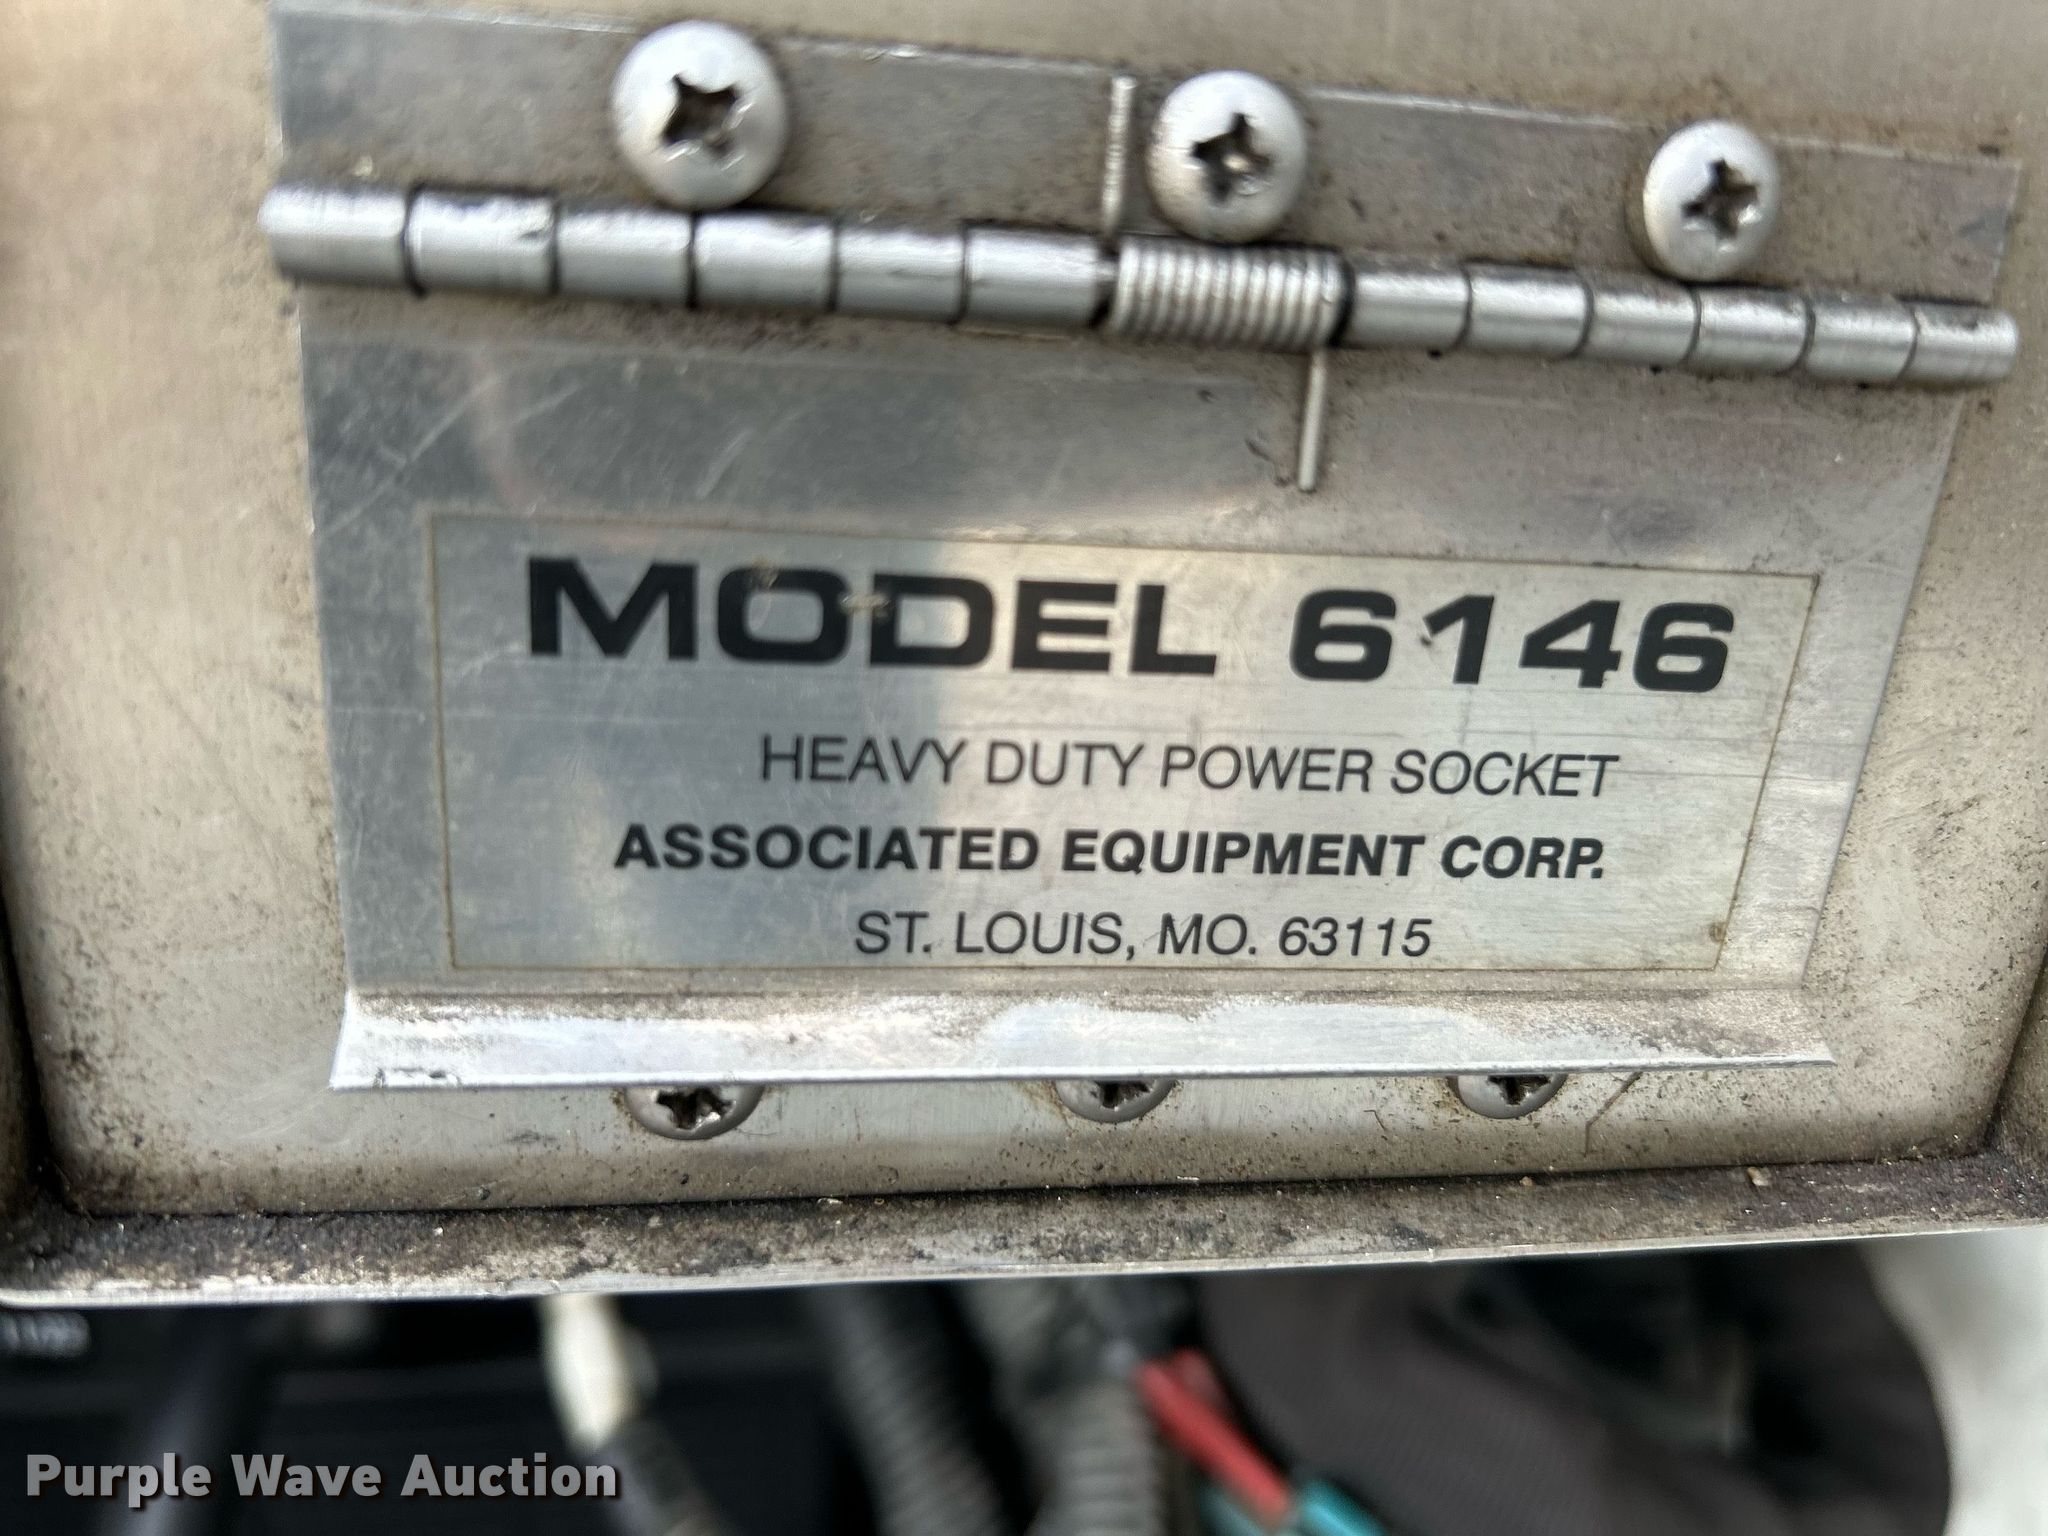 MODEL 6146
HEAVY DUTY POWER SOCKET
ASSOCIATED EQUIPMENT CORP.
ST. LOUIS, MO. 63115
Purple Wave Auction